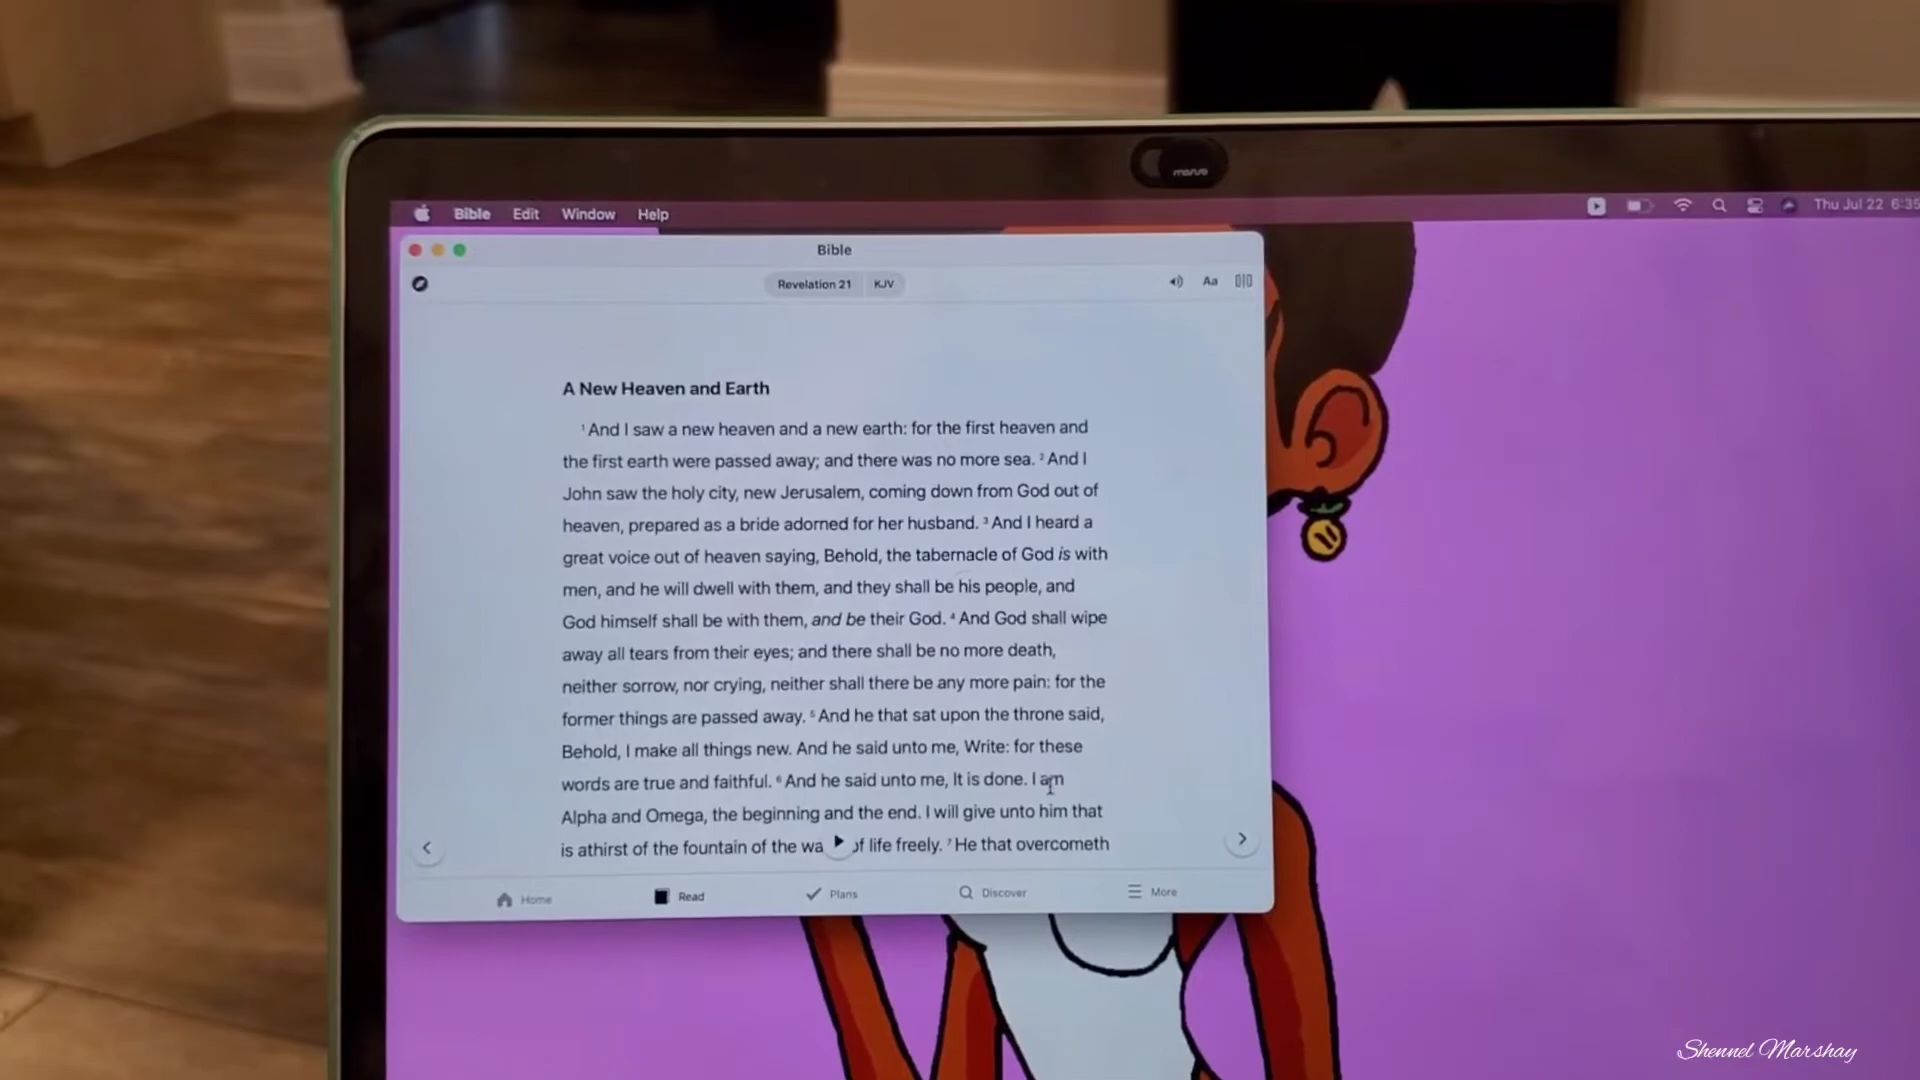 Bible Edit Window Help
Thu Jul 22 6:35
Bible
Revelation 21 KJV
Aa
A New Heaven and Earth
1 And I saw a new heaven and a new earth: for the first heaven and
the first earth were passed away; and there was no more sea. 2 And I
John saw the holy city, new Jerusalem, coming down from God out of
heaven, prepared as a bride adorned for her husband. 3 And I heard a
great voice out of heaven saying, Behold, the tabernacle of God is with
men, and he will dwell with them, and they shall be his people, and
God himself shall be with them, and be their God. 4 And God shall wipe
away all tears from their eyes; and there shall be no more death,
neither sorrow, nor crying, neither shall there be any more pain: for the
former things are passed away. 5 And he that sat upon the throne said,
Behold, I make all things new. And he said unto me, Write: for these
words are true and faithful. 6 And he said unto me, It is done. I am
Alpha and Omega, the beginning and the end. I will give unto him that
is athirst of the fountain of the wa of life freely. 7 He that overcometh
Home Read Plans Discover More
Shennel Marshay